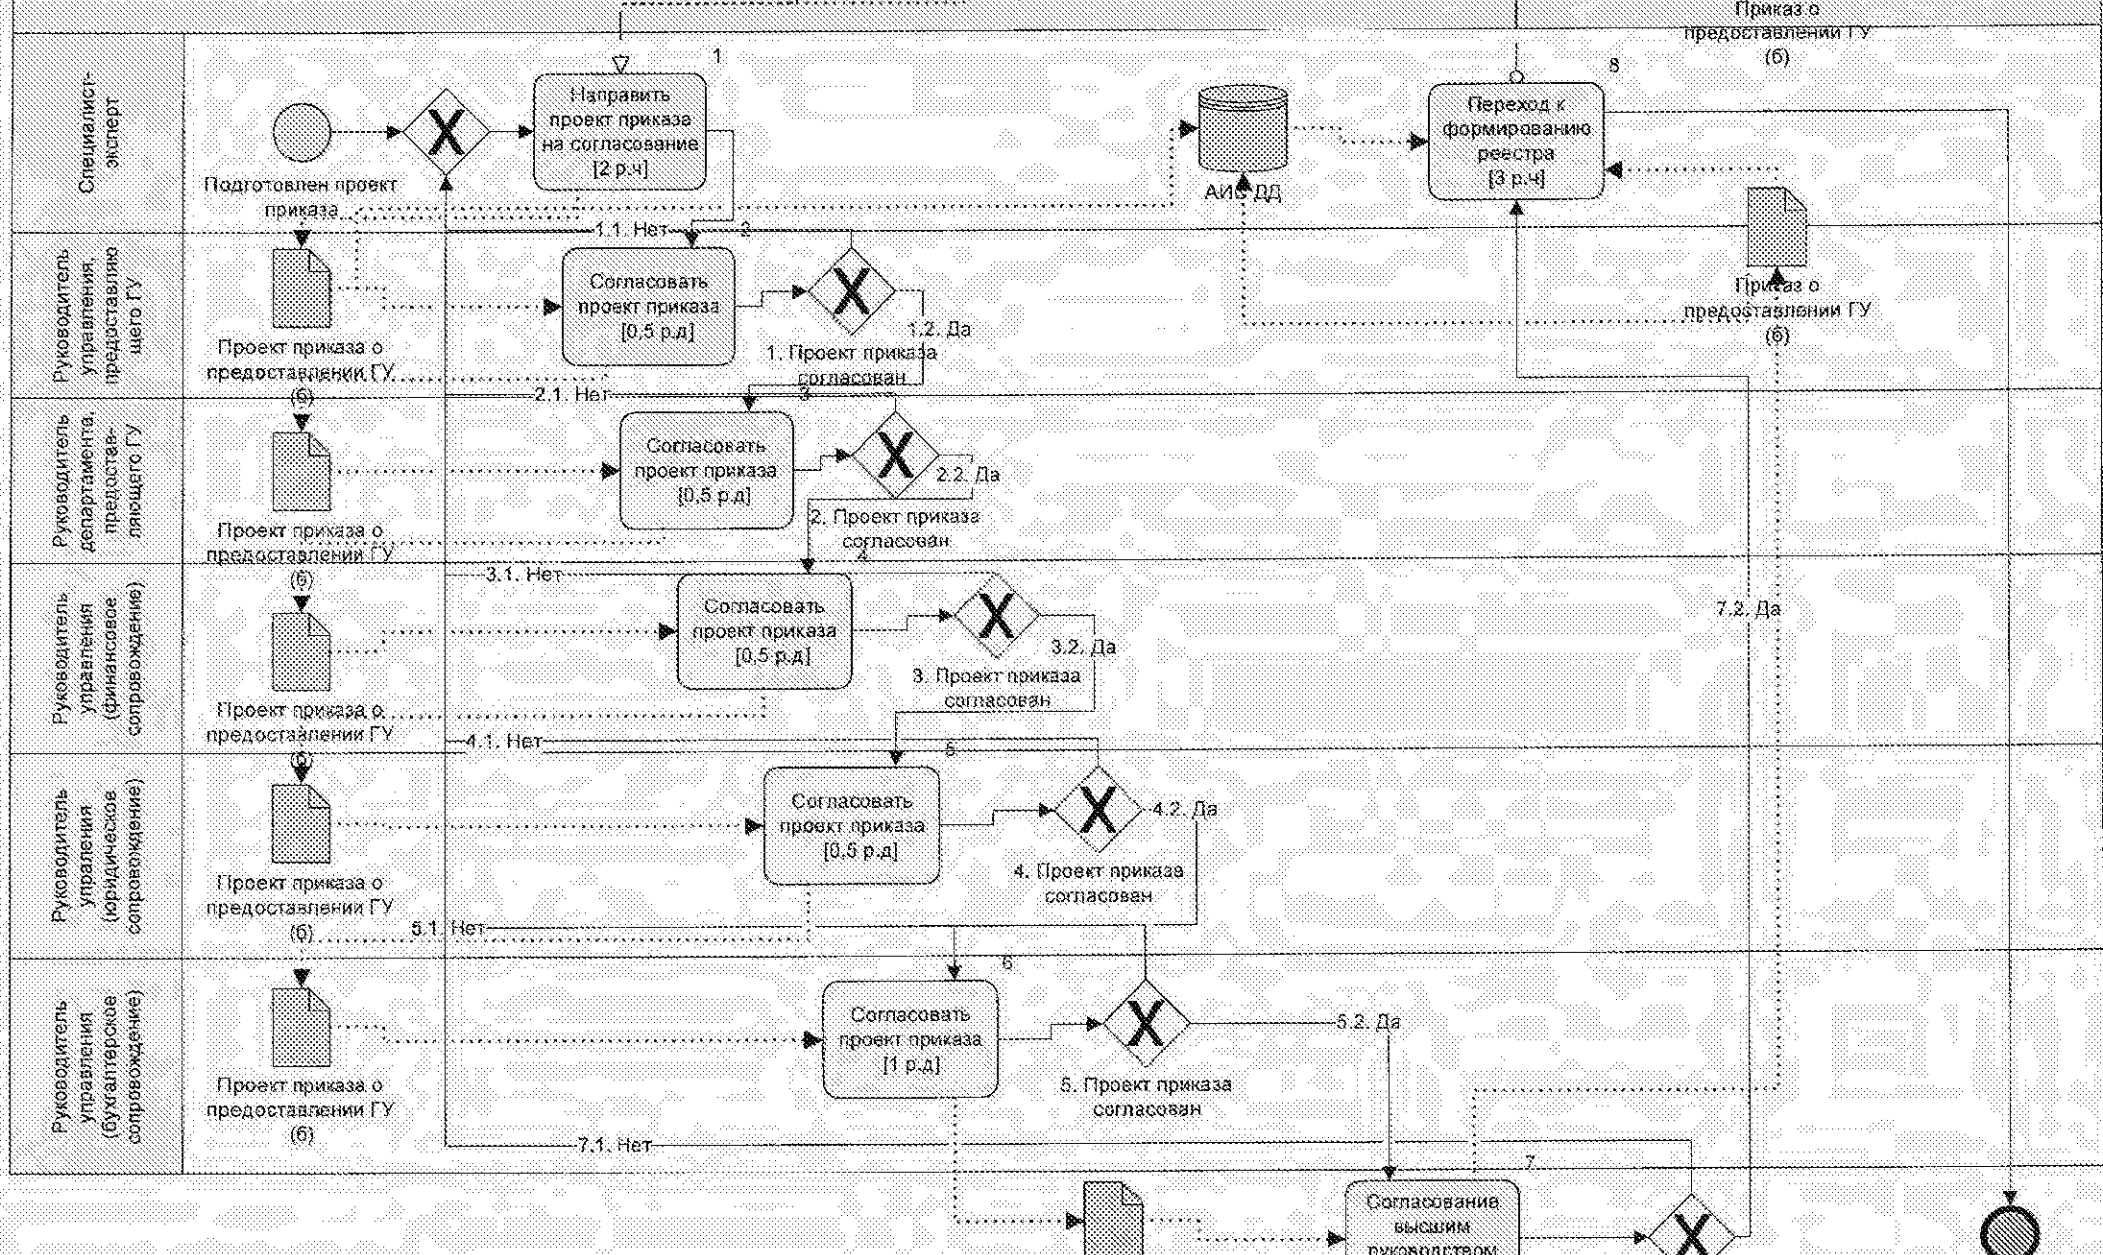 Приказ о
предоставлении ГУ
(б)
Специалист-
эксперт
Подготовлен проект
приказа
1
Направить
проект приказа
на согласование
[2 р.ч]
АИС ДД
8
Переход к
формированию
реестра
[3 р.ч]
Приказ о
предоставлении ГУ
(б)
Руководитель
управления,
предоставляю
щего ГУ
1.1. Нет
2
Согласовать
проект приказа
[0,5 р.д]
1.2. Да
1. Проект приказа
согласован
Проект приказа о
предоставлении ГУ
(б)
Руководитель
департамента,
предостав-
ляющего ГУ
2.1. Нет
3
Согласовать
проект приказа
[0,5 р.д]
2.2. Да
2. Проект приказа
согласован
Проект приказа о
предоставлении ГУ
(б)
Руководитель
управления
(финансовое
сопровождение)
3.1. Нет
4
Согласовать
проект приказа
[0,5 р.д]
3.2. Да
3. Проект приказа
согласован
7.2. Да
Проект приказа о
предоставлении ГУ
(б)
Руководитель
упраления
(юридическое
сопровождение)
4.1. Нет
5
Согласовать
проект приказа
[0,5 р.д]
4.2. Да
4. Проект приказа
согласован
Проект приказа о
предоставлении ГУ
(б)
Руководитель
управления
(бухгалтерское
сопровождение)
5.1. Нет
6
Согласовать
проект приказа
[1 р.д]
5.2. Да
5. Проект приказа
согласован
Проект приказа о
предоставлении ГУ
(б)
7.1. Нет
7
Согласование
высшим
руководством